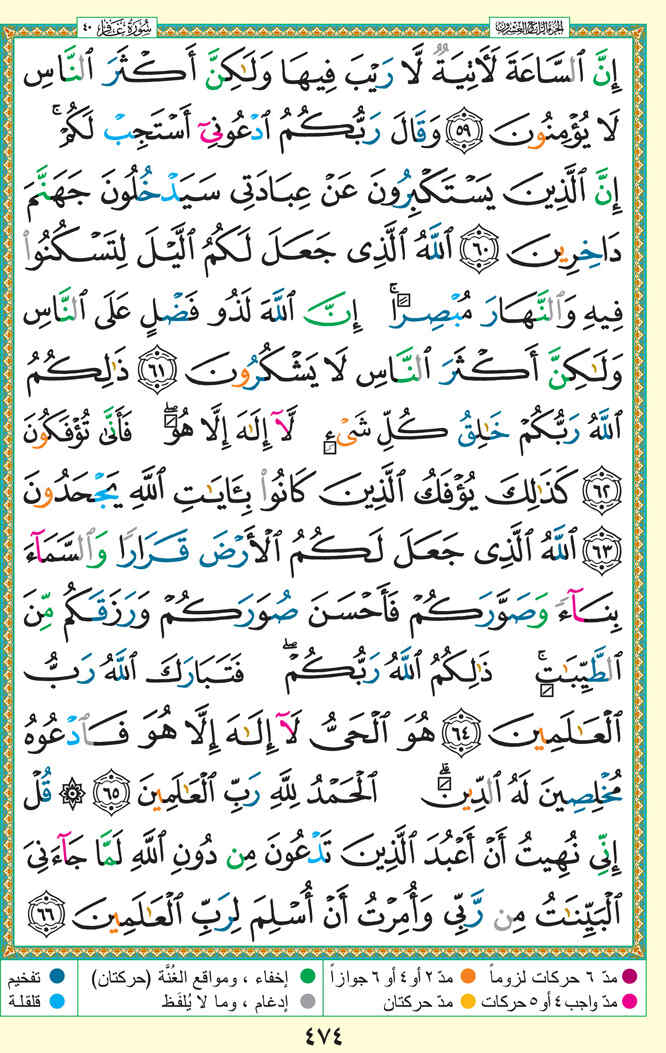 سُورَةُ غَافِرٍ ٤٠
الجزء الرابع والعشرون
إِنَّ ٱلسَّاعَةَ لَأٓتِيَةٌ لَّا رَيْبَ فِيهَا وَلَٰكِنَّ أَكْثَرَ ٱلنَّاسِ
لَا يُؤْمِنُونَ ٥٩ وَقَالَ رَبُّكُمُ ٱدْعُونِيٓ أَسْتَجِبْ لَكُمْ ۚ
إِنَّ ٱلَّذِينَ يَسْتَكْبِرُونَ عَنْ عِبَادَتِي سَيَدْخُلُونَ جَهَنَّمَ
دَاخِرِينَ ٦٠ ٱللَّهُ ٱلَّذِي جَعَلَ لَكُمُ ٱلَّيْلَ لِتَسْكُنُوا۟
فِيهِ وَٱلنَّهَارَ مُبْصِرًا ۚ إِنَّ ٱللَّهَ لَذُو فَضْلٍ عَلَى ٱلنَّاسِ
وَلَٰكِنَّ أَكْثَرَ ٱلنَّاسِ لَا يَشْكُرُونَ ٦١ ذَٰلِكُمُ
ٱللَّهُ رَبُّكُمْ خَٰلِقُ كُلِّ شَيْءٍ لَّآ إِلَٰهَ إِلَّا هُوَ ۖ فَأَنَّىٰ تُؤْفَكُونَ
٦٢ كَذَٰلِكَ يُؤْفَكُ ٱلَّذِينَ كَانُوا۟ بِـَٔايَٰتِ ٱللَّهِ يَجْحَدُونَ
٦٣ ٱللَّهُ ٱلَّذِي جَعَلَ لَكُمُ ٱلْأَرْضَ قَرَارًا وَٱلسَّمَآءَ
بِنَآءً وَصَوَّرَكُمْ فَأَحْسَنَ صُوَرَكُمْ وَرَزَقَكُم مِّنَ
ٱلطَّيِّبَٰتِ ۚ ذَٰلِكُمُ ٱللَّهُ رَبُّكُمْ ۖ فَتَبَارَكَ ٱللَّهُ رَبُّ
ٱلْعَٰلَمِينَ ٦٤ هُوَ ٱلْحَيُّ لَآ إِلَٰهَ إِلَّا هُوَ فَٱدْعُوهُ
مُخْلِصِينَ لَهُ ٱلدِّينَ ۗ ٱلْحَمْدُ لِلَّهِ رَبِّ ٱلْعَٰلَمِينَ ٦٥ ۞ قُلْ
إِنِّي نُهِيتُ أَنْ أَعْبُدَ ٱلَّذِينَ تَدْعُونَ مِن دُونِ ٱللَّهِ لَمَّا جَآءَنِيَ
ٱلْبَيِّنَٰتُ مِن رَّبِّي وَأُمِرْتُ أَنْ أُسْلِمَ لِرَبِّ ٱلْعَٰلَمِينَ ٦٦
مدّ ٦ حركات لزوماً مدّ ٢ أو ٤ أو ٦ جوازاً إخفاء ، ومواقع الغُنَّة (حركتان) تفخيم
مدّ واجب ٤ أو ٥ حركات مدّ حركتان إدغام ، وما لا يُلفَظ قلقلة
٤٧٤